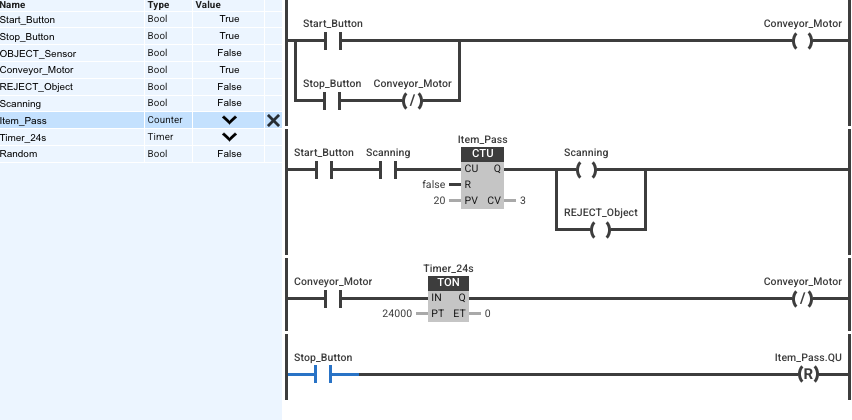 Name Type Value
Start_Button Bool True
Stop_Button Bool True
OBJECT_Sensor Bool False
Conveyor_Motor Bool True
REJECT_Object Bool False
Scanning Bool False
Item_Pass Counter
Timer_24s Timer
Random Bool False
Start_Button Conveyor_Motor
Stop_Button Conveyor_Motor
/
Item_Pass
Start_Button Scanning CTU Scanning
CU Q
false R
20 PV CV 3
REJECT_Object
Timer_24s
Conveyor_Motor TON Conveyor_Motor
IN Q /
24000 PT ET 0
Stop_Button Item_Pass.QU
R